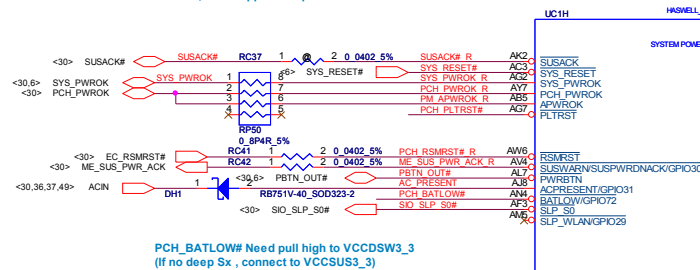 UC1H
HASWELL_
SYSTEM POWE
<30> SUSACK# SUSACK# RC37 1 @ 2 0_0402_5% SUSACK#_R AK2 SUSACK
<6> SYS_RESET# SYS_RESET# AC3 SYS_RESET
<30,6> SYS_PWROK SYS_PWROK 1 8 SYS_PWROK_R AG2 SYS_PWROK
<30> PCH_PWROK 2 7 PCH_PWROK_R AY7 PCH_PWROK
3 6 PM_APWROK_R AB5 APWROK
4 5 PCH_PLTRST# AG7 PLTRST
RP50
0_8P4R_5%
<30> EC_RSMRST# RC41 1 2 0_0402_5% PCH_RSMRST#_R AW6 RSMRST
<30> ME_SUS_PWR_ACK RC42 1 2 0_0402_5% ME_SUS_PWR_ACK_R AV4 SUSWARN/SUSPWRDNACK/GPIO30
<30,6> PBTN_OUT# PBTN_OUT# AL7 PWRBTN
<30,36,37,49> ACIN DH1 1 2 RB751V-40_SOD323-2 AC_PRESENT AJ8 ACPRESENT/GPIO31
PCH_BATLOW# AN4 BATLOW/GPIO72
<30> SIO_SLP_S0# SIO_SLP_S0# AF3 SLP_S0
AM5 SLP_WLAN/GPIO29
PCH_BATLOW# Need pull high to VCCDSW3_3
(If no deep Sx , connect to VCCSUS3_3)